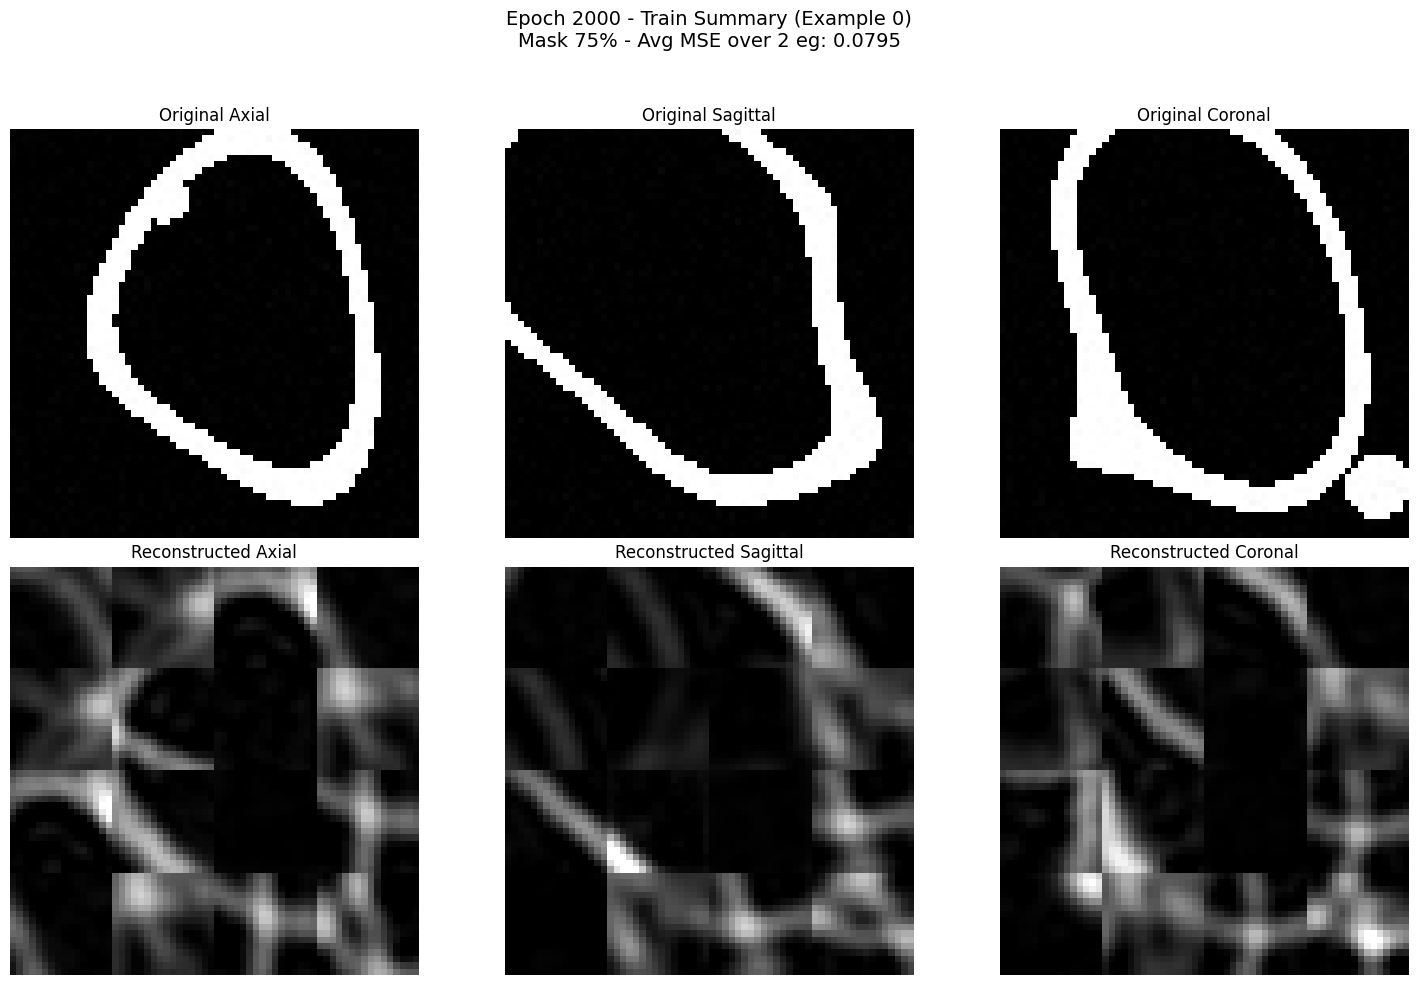 Epoch 2000 - Train Summary (Example 0)
Mask 75% - Avg MSE over 2 eg: 0.0795
Original Axial
Original Sagittal
Original Coronal
Reconstructed Axial
Reconstructed Sagittal
Reconstructed Coronal